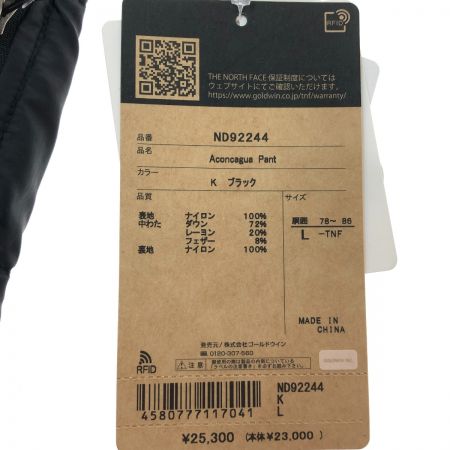 RFID
THE NORTH FACE 保証制度については
ウェブサイトにてご確認いただけます。
https://www.goldwin.co.jp/tnf/warranty/
品番 ND92244
品名 Aconcagua Pant
カラー K ブラック
品質 サイズ
表地 ナイロン 100%
中わた ダウン 72%
レーヨン 20%
フェザー 8%
裏地 ナイロン 100%
胴囲 78~ 86
L -TNF
MADE IN
CHINA
発売元/株式会社ゴールドウイン
0120-307-560
RFID
注意
ND92244
K
L
4580777117041
¥25,300 (本体¥23,000)